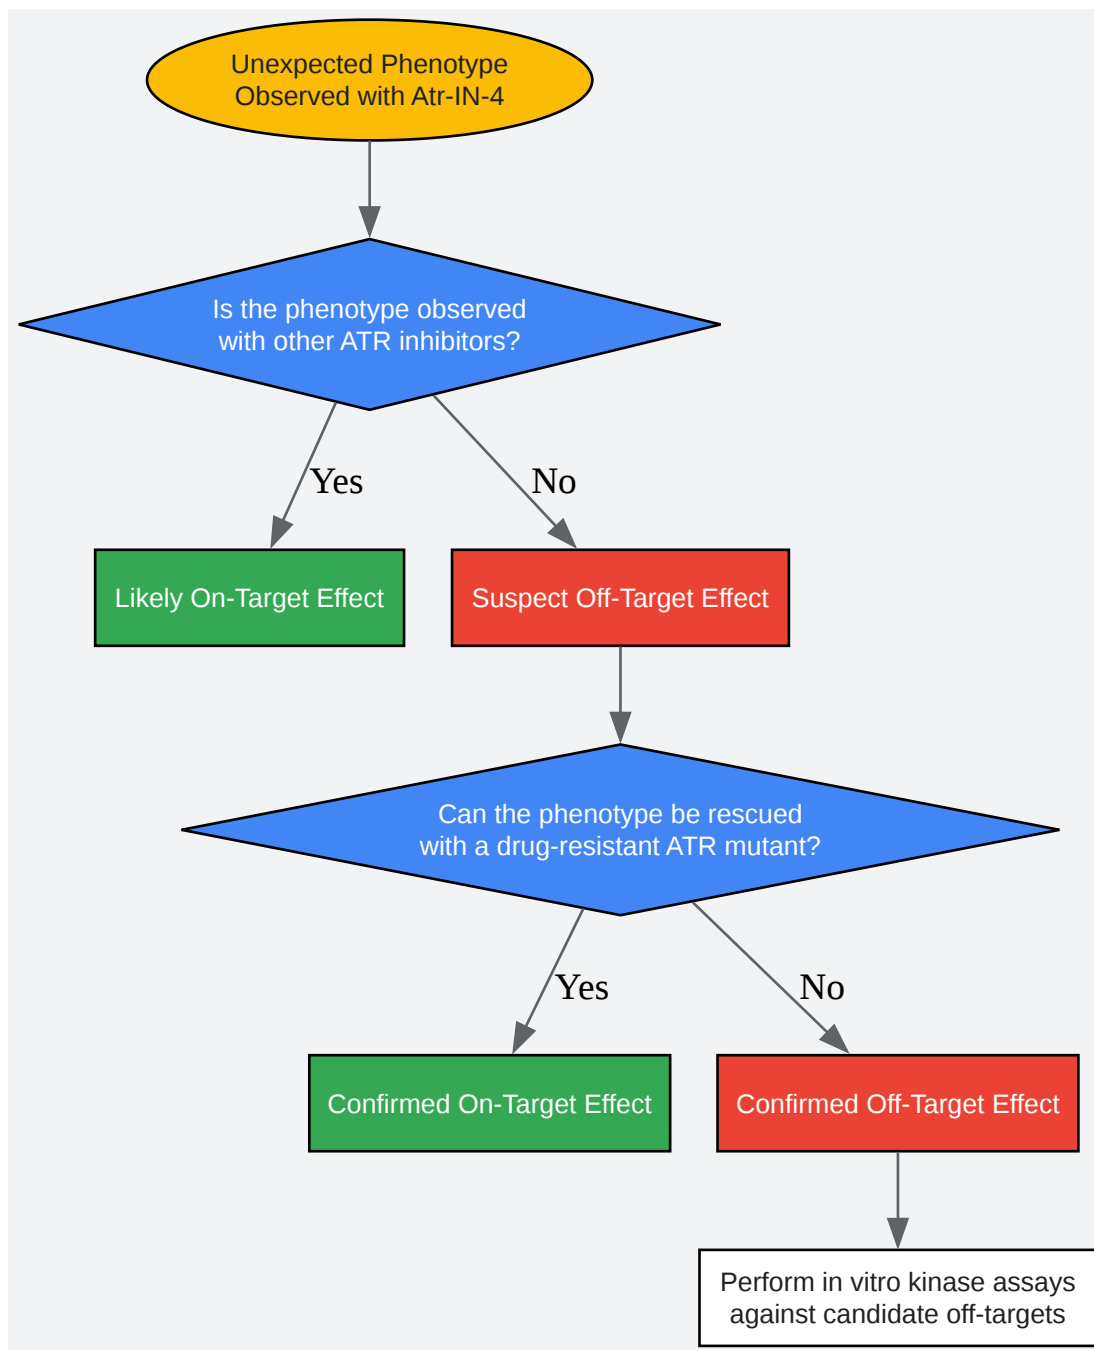 Unexpected Phenotype
Observed with Atr-IN-4
Is the phenotype observed
with other ATR inhibitors?
Yes
No
Likely On-Target Effect
Suspect Off-Target Effect
Can the phenotype be rescued
with a drug-resistant ATR mutant?
Yes
No
Confirmed On-Target Effect
Confirmed Off-Target Effect
Perform in vitro kinase assays
against candidate off-targets